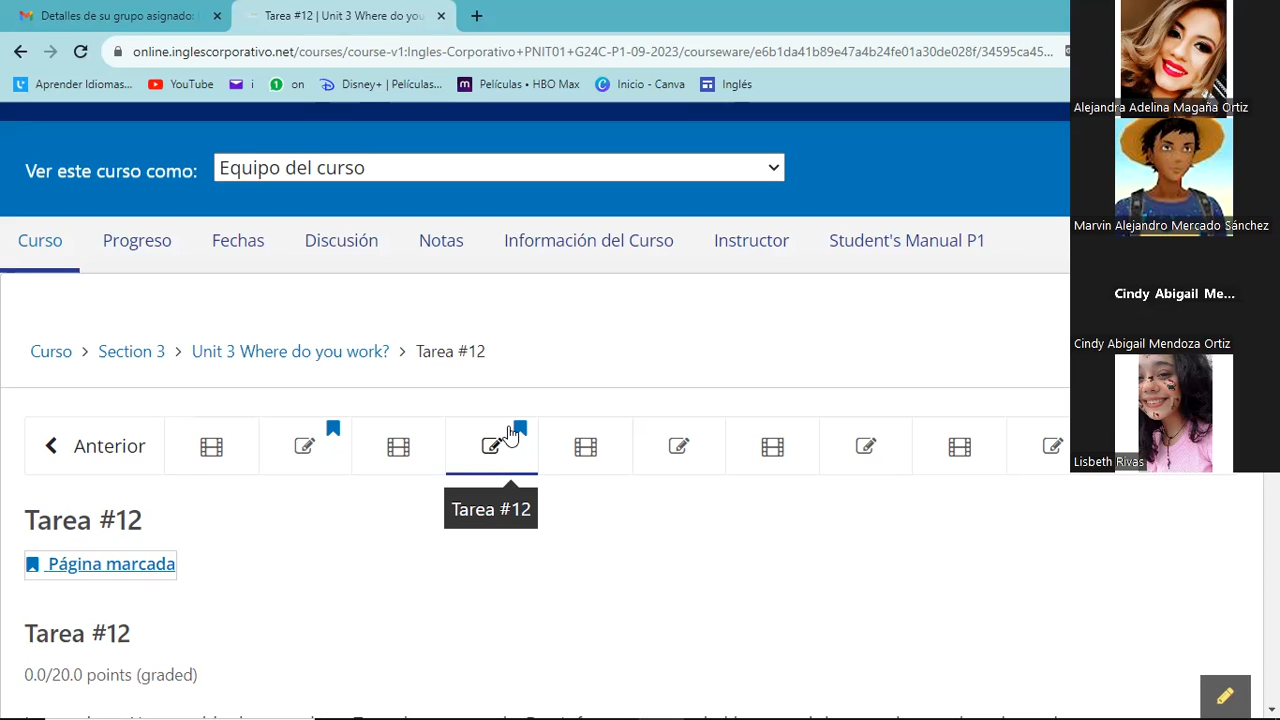 Detalles de su grupo asignado:
Tarea #12 | Unit 3 Where do you
online.inglescorporativo.net/courses/course-v1:Ingles-Corporativo+PNIT01+G24C-P1-09-2023/courseware/e6b1da41b89e47a4b24fe01a30de028f/34595ca45...
Aprender Idiomas...
YouTube
i
on
Disney+ | Películas...
Películas • HBO Max
Inicio - Canva
Inglés
Ver este curso como:
Equipo del curso
Curso
Progreso
Fechas
Discusión
Notas
Información del Curso
Instructor
Student's Manual P1
Curso > Section 3 > Unit 3 Where do you work? > Tarea #12
Anterior
Tarea #12
Tarea #12
Página marcada
Tarea #12
0.0/20.0 points (graded)
Alejandra Adelina Magaña Ortiz
Marvin Alejandro Mercado Sánchez
Cindy Abigail Me...
Cindy Abigail Mendoza Ortiz
Lisbeth Rivas